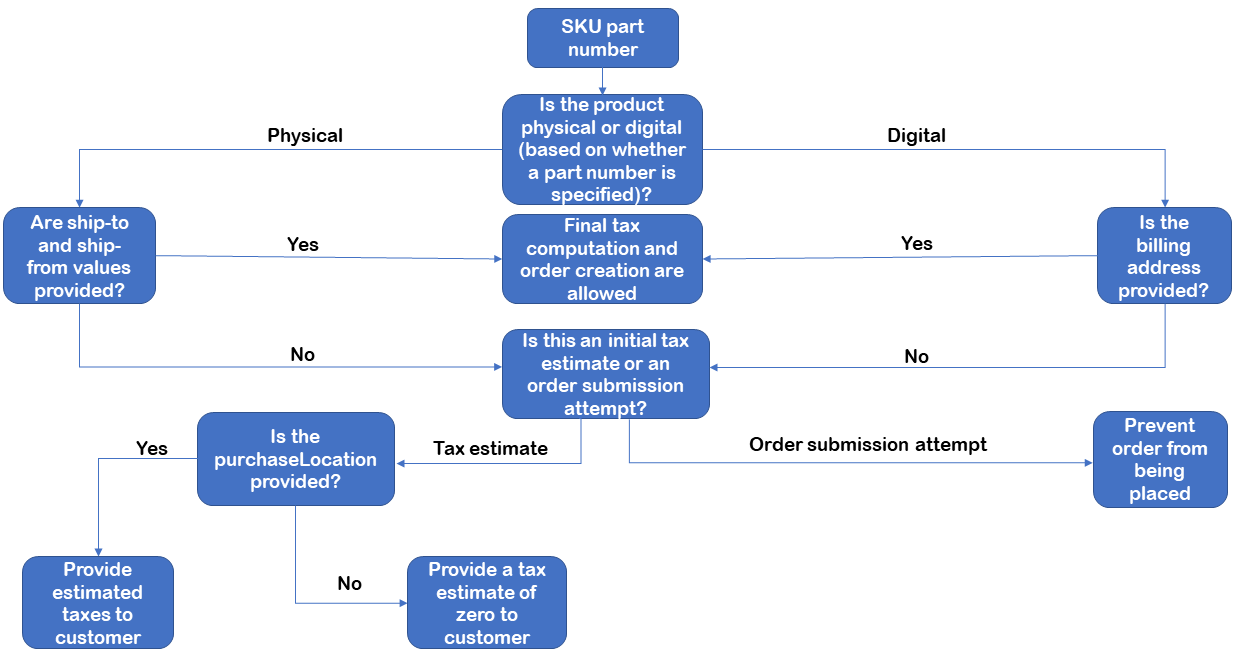 SKU part
number
Is the product
physical or digital
(based on whether
a part number is
specified)?
Physical
Digital
Are ship-to
and ship-
from values
provided?
Yes
Final tax
computation and
order creation are
allowed
Yes
Is the
billing
address
provided?
No
Is this an initial tax
estimate or an
order submission
attempt?
No
Yes
Is the
purchaseLocation
provided?
Tax estimate
Order submission attempt
Prevent
order from
being
placed
Provide
estimated
taxes to
customer
No
Provide a tax
estimate of
zero to
customer